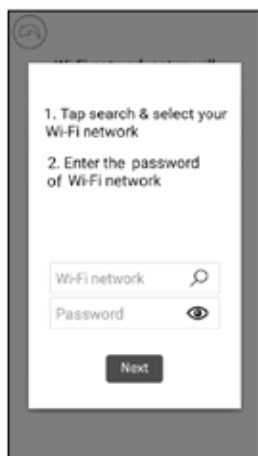 1. Tap search & select your
Wi-Fi network
2. Enter the password
of Wi-Fi network
Wi-Fi network
Password
Next